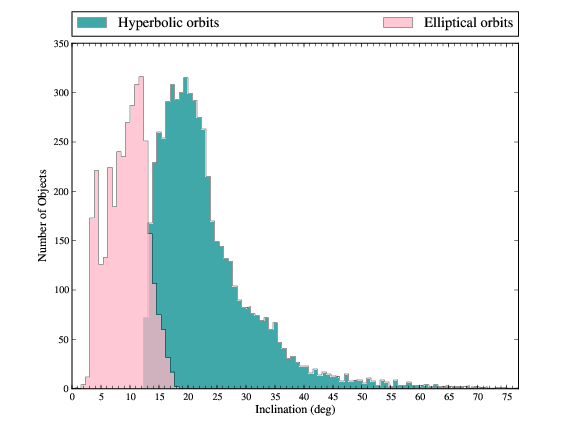 Hyperbolic orbits Elliptical orbits
350
300
250
200
150
100
50
0
Number of Objects
0 5 10 15 20 25 30 35 40 45 50 55 60 65 70 75
Inclination (deg)